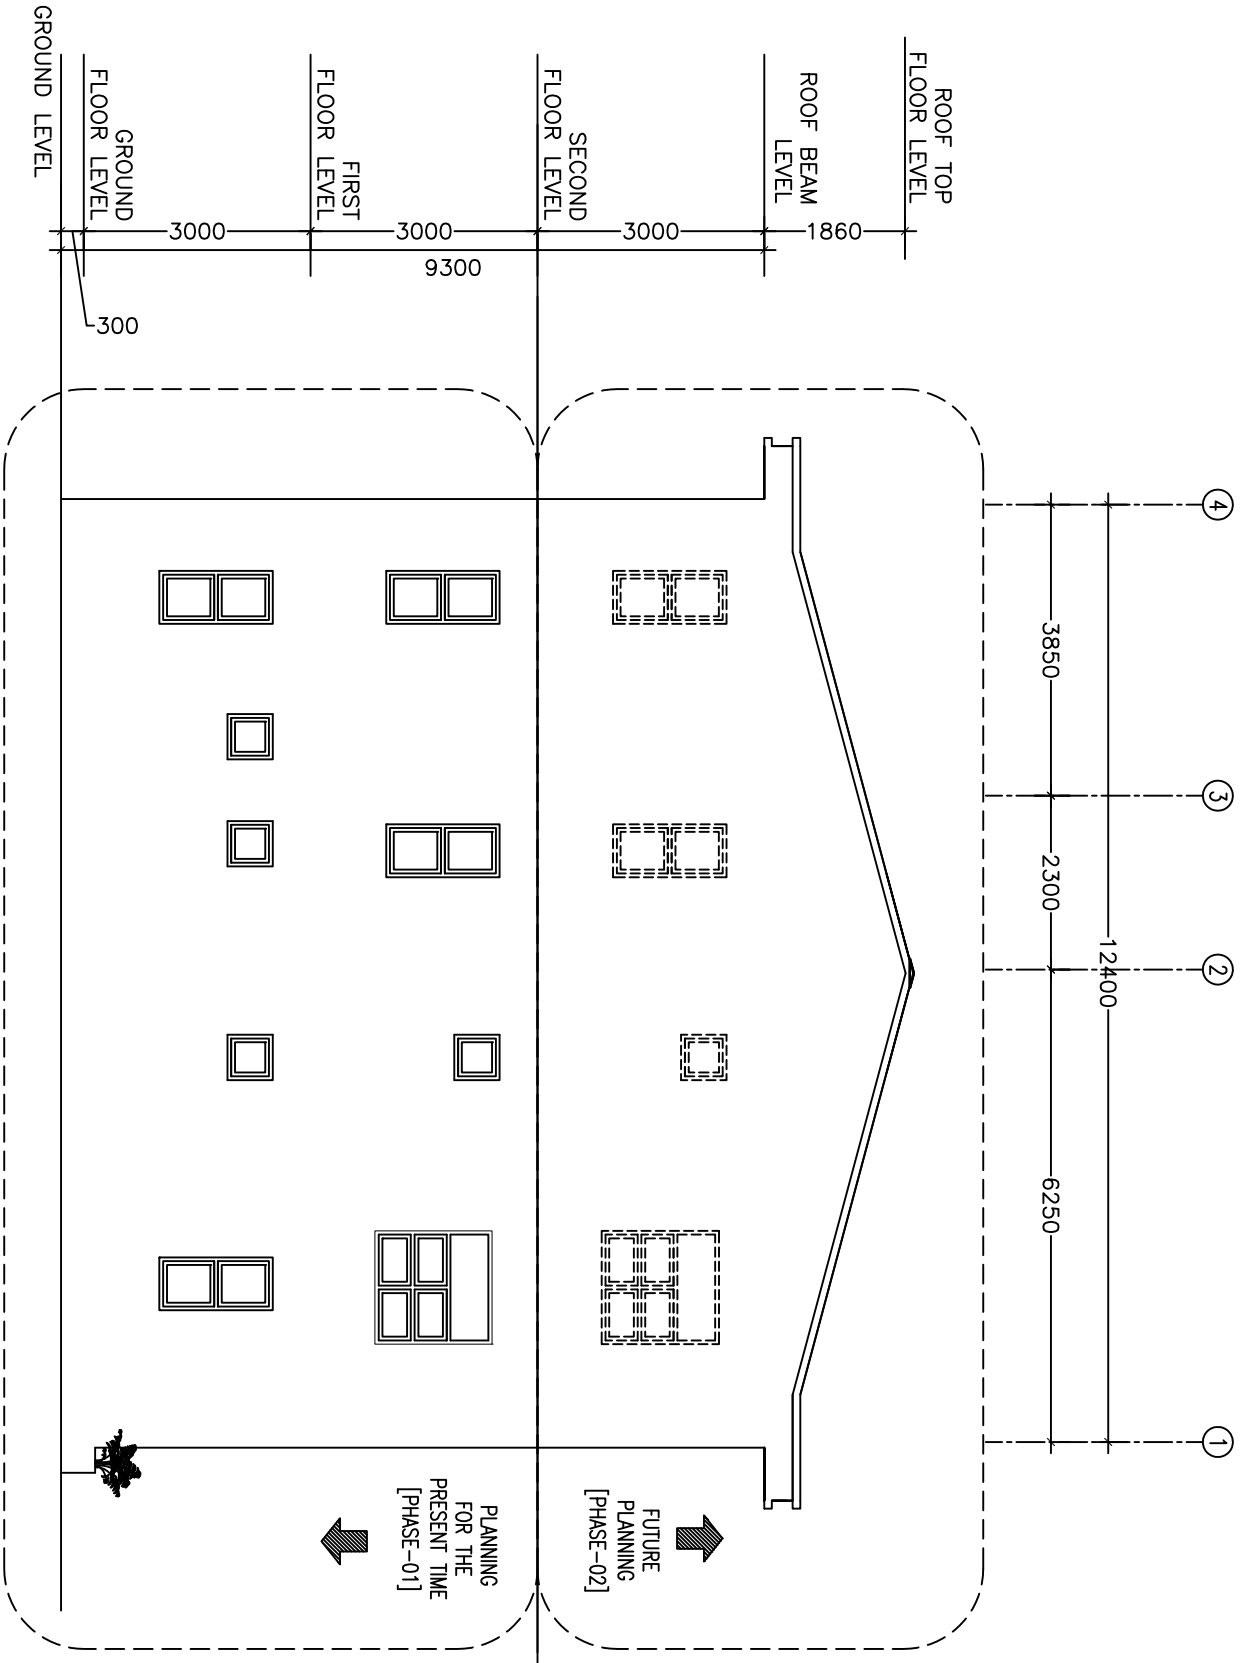 4
3
2
1
12400
3850
2300
6250
ROOF TOP
FLOOR LEVEL
1860
ROOF BEAM
LEVEL
3000
SECOND
FLOOR LEVEL
3000
9300
FIRST
FLOOR LEVEL
3000
GROUND
FLOOR LEVEL
300
GROUND LEVEL
FUTURE
PLANNING
[PHASE-02]
PLANNING
FOR THE
PRESENT TIME
[PHASE-01]